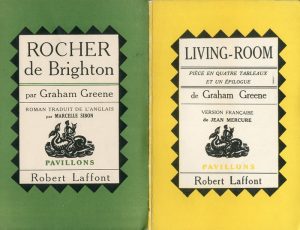 ROCHER
de Brighton
par Graham Greene
ROMAN TRADUIT DE L'ANGLAIS
par MARCELLE SIBON
PAVILLONS
Robert Laffont
LIVING-ROOM
PIÈCE EN QUATRE TABLEAUX
ET UN ÉPILOGUE
de Graham Greene
VERSION FRANÇAISE
de JEAN MERCURE
PAVILLONS
Robert Laffont